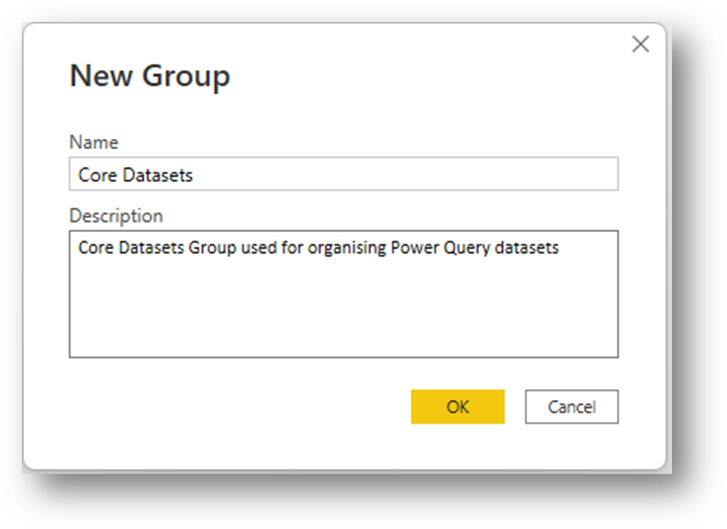 New Group
Name
Core Datasets
Description
Core Datasets Group used for organising Power Query datasets
OK
Cancel